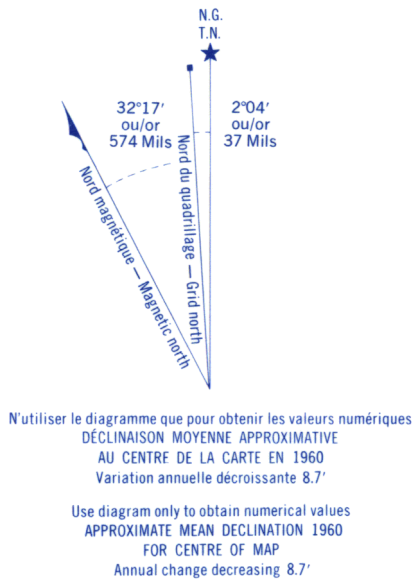 N.G.
T.N.
32°17′
ou/or
574 Mils
2°04′
ou/or
37 Mils
Nord magnétique — Magnetic north
Nord du quadrillage — Grid north
N'utiliser le diagramme que pour obtenir les valeurs numériques
DÉCLINAISON MOYENNE APPROXIMATIVE
AU CENTRE DE LA CARTE EN 1960
Variation annuelle décroissante 8.7′
Use diagram only to obtain numerical values
APPROXIMATE MEAN DECLINATION 1960
FOR CENTRE OF MAP
Annual change decreasing 8.7′